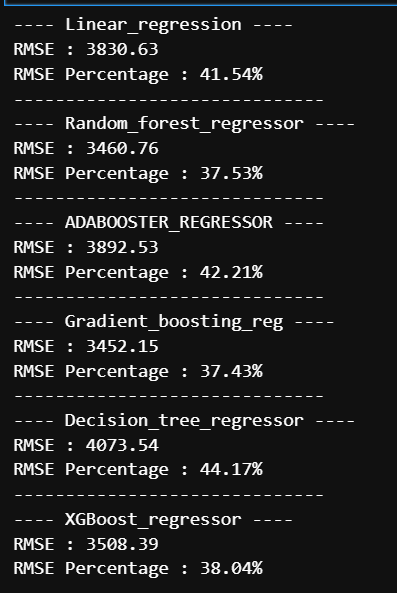 ---- Linear_regression ----
RMSE : 3830.63
RMSE Percentage : 41.54%
------------------------------
---- Random_forest_regressor ----
RMSE : 3460.76
RMSE Percentage : 37.53%
------------------------------
---- ADABOOSTER_REGRESSOR ----
RMSE : 3892.53
RMSE Percentage : 42.21%
------------------------------
---- Gradient_boosting_reg ----
RMSE : 3452.15
RMSE Percentage : 37.43%
------------------------------
---- Decision_tree_regressor ----
RMSE : 4073.54
RMSE Percentage : 44.17%
------------------------------
---- XGBoost_regressor ----
RMSE : 3508.39
RMSE Percentage : 38.04%